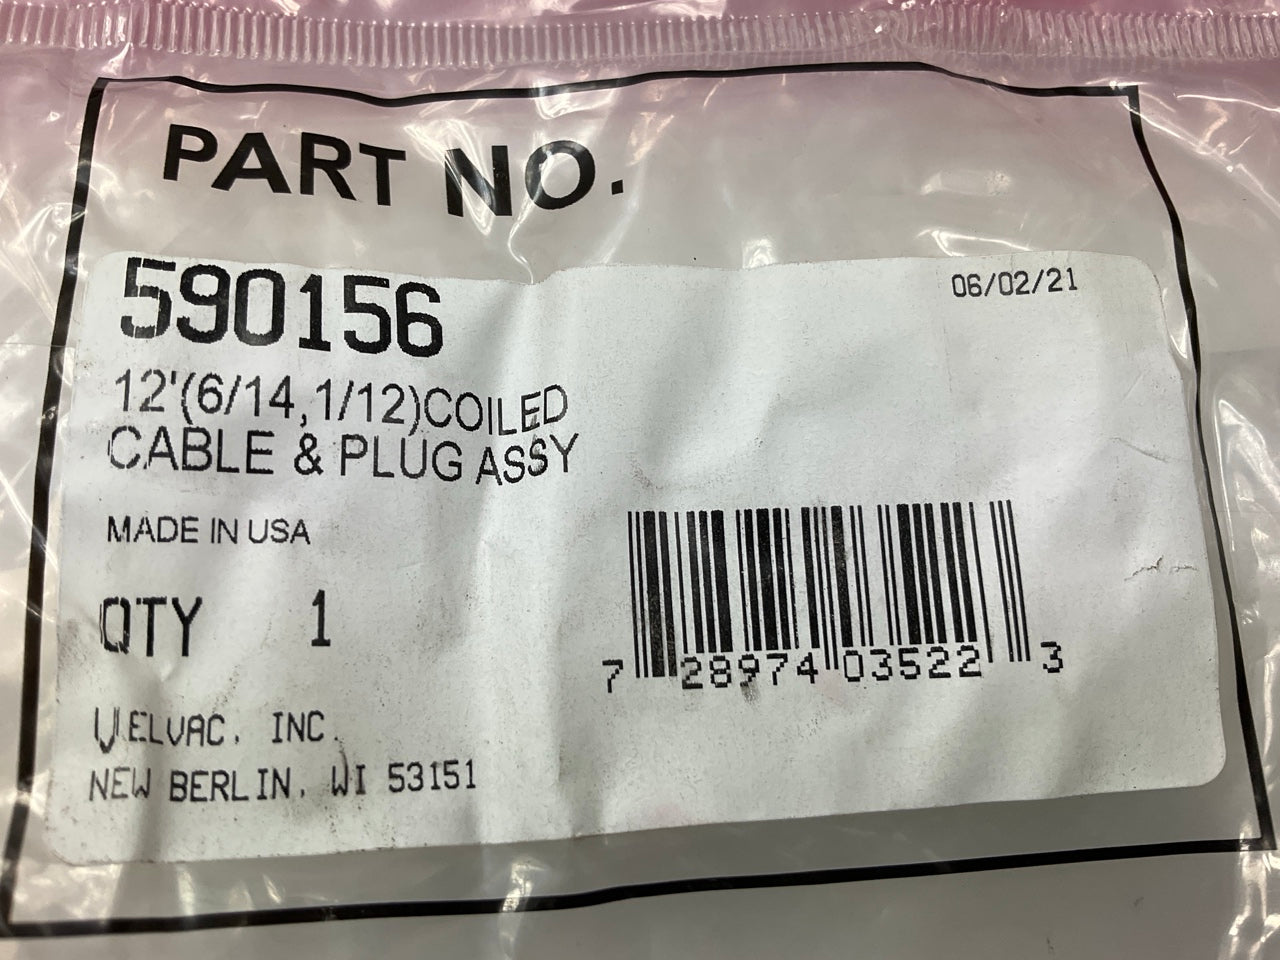 PART NO.
590156
06/02/21
12'(6/14,1/12)COILED
CABLE & PLUG ASSY
MADE IN USA
QTY 1
7 28974 03522 3
VELVAC, INC.
NEW BERLIN, WI 53151